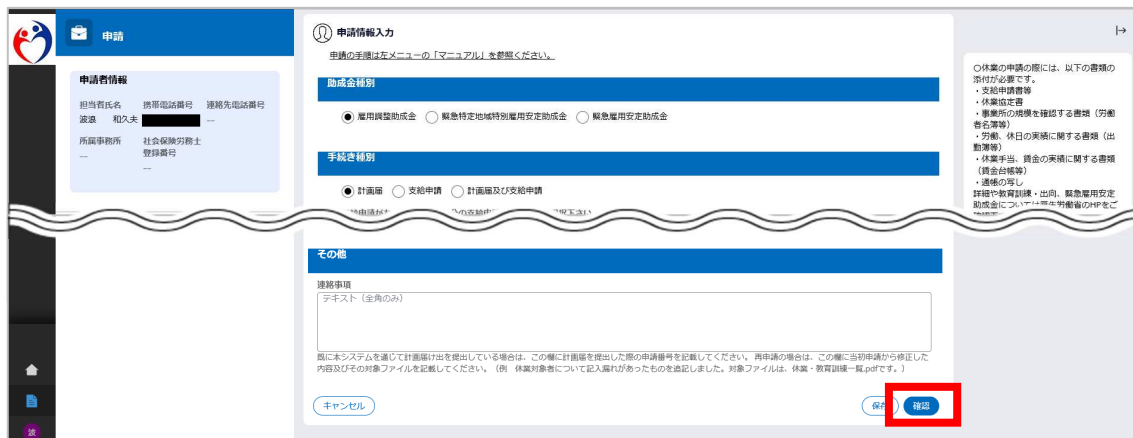 申請
申請者情報
担当者氏名 携帯電話番号 連絡先電話番号
波浪 和久夫 --
所属事務所 社会保険労務士
登録番号
--
--
申請情報入力
申請の手順は左メニューの「マニュアル」を参照ください。
助成金種別
雇用調整助成金 緊急特定地域特別雇用安定助成金 緊急雇用安定助成金
手続き種別
計画届 支給申請 計画届及び支給申請
その他
連絡事項
テキスト(全角のみ)
既に本システムを通じて計画届け出を提出している場合は、この欄に計画届を提出した際の申請番号を記載してください。 再申請の場合は、この欄に当初申請から修正した
内容及びその対象ファイルを記載してください。(例 休業対象者について記入漏れがあったものを追記しました。対象ファイルは、休業・教育訓練一覧.pdfです。)
キャンセル
保存
確認
〇休業の申請の際には、以下の書類の
添付が必要です。
・支給申請書等
・休業協定書
・事業所の規模を確認する書類(労働
者名簿等)
・労働、休日の実績に関する書類(出
勤簿等)
・休業手当、賃金の実績に関する書類
(賃金台帳等)
・通帳の写し
詳細や教育訓練・出向、緊急雇用安定
助成金については厚生労働省のHPをご
波